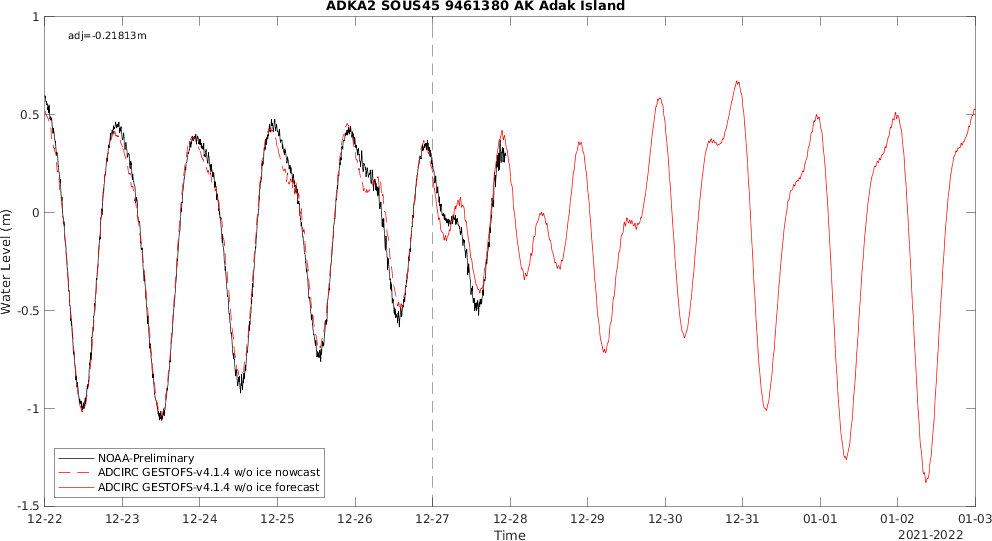 ADKA2 SOUS45 9461380 AK Adak Island
adj=-0.21813m
1
0.5
0
-0.5
-1
-1.5
Water Level (m)
NOAA-Preliminary
ADCIRC GESTOFS-v4.1.4 w/o ice nowcast
ADCIRC GESTOFS-v4.1.4 w/o ice forecast
12-22 12-23 12-24 12-25 12-26 12-27 12-28 12-29 12-30 12-31 01-01 01-02 01-03
Time
2021-2022